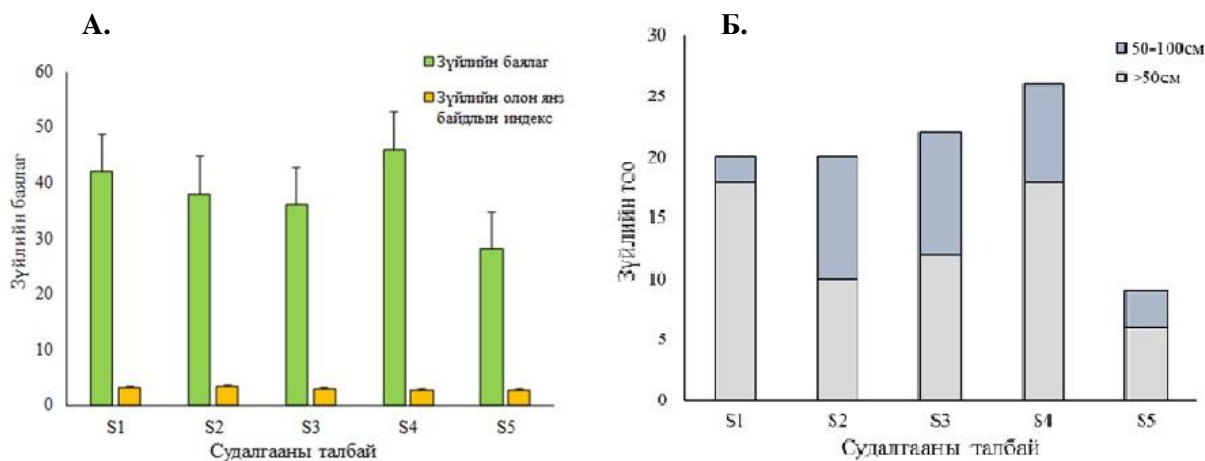 А.
Зүйлийн баялаг
Зүйлийн олон янз
байдлын индекс
60
50
40
30
20
10
0
Зүйлийн баялаг
S1 S2 S3 S4 S5
Судалгааны талбай
Б.
50-100см
>50см
30
25
20
15
10
5
0
Зүйлийн тоо
S1 S2 S3 S4 S5
Судалгааны талбай